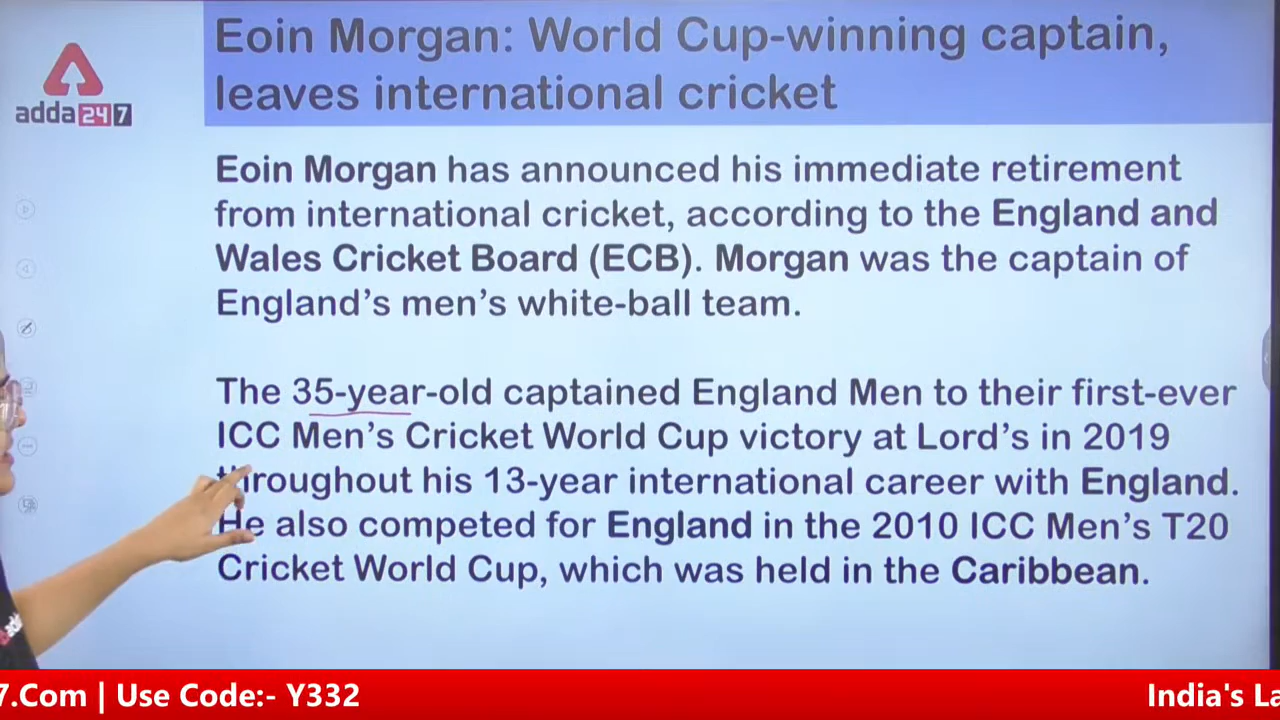 Eoin Morgan: World Cup-winning captain,
leaves international cricket
adda247
Eoin Morgan has announced his immediate retirement
from international cricket, according to the England and
Wales Cricket Board (ECB). Morgan was the captain of
England's men's white-ball team.
The 35-year-old captained England Men to their first-ever
ICC Men's Cricket World Cup victory at Lord's in 2019
throughout his 13-year international career with England.
He also competed for England in the 2010 ICC Men's T20
Cricket World Cup, which was held in the Caribbean.
7.Com | Use Code:- Y332
India's La